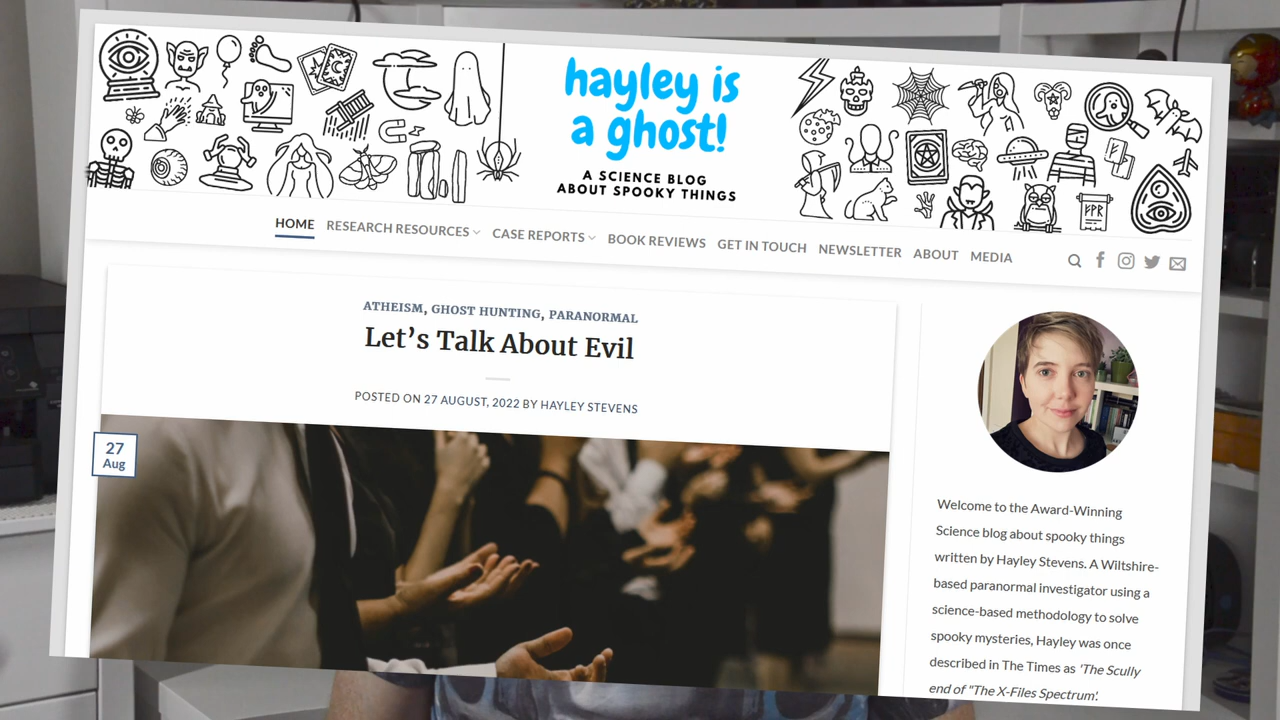 hayley is
a ghost!
A SCIENCE BLOG
ABOUT SPOOKY THINGS
HOME RESEARCH RESOURCES CASE REPORTS BOOK REVIEWS GET IN TOUCH NEWSLETTER ABOUT MEDIA
ATHEISM, GHOST HUNTING, PARANORMAL
Let’s Talk About Evil
POSTED ON 27 AUGUST, 2022 BY HAYLEY STEVENS
27
Aug
Welcome to the Award-Winning
Science blog about spooky things
written by Hayley Stevens. A Wiltshire-
based paranormal investigator using a
science-based methodology to solve
spooky mysteries, Hayley was once
described in The Times as 'The Scully
end of "The X-Files Spectrum'.